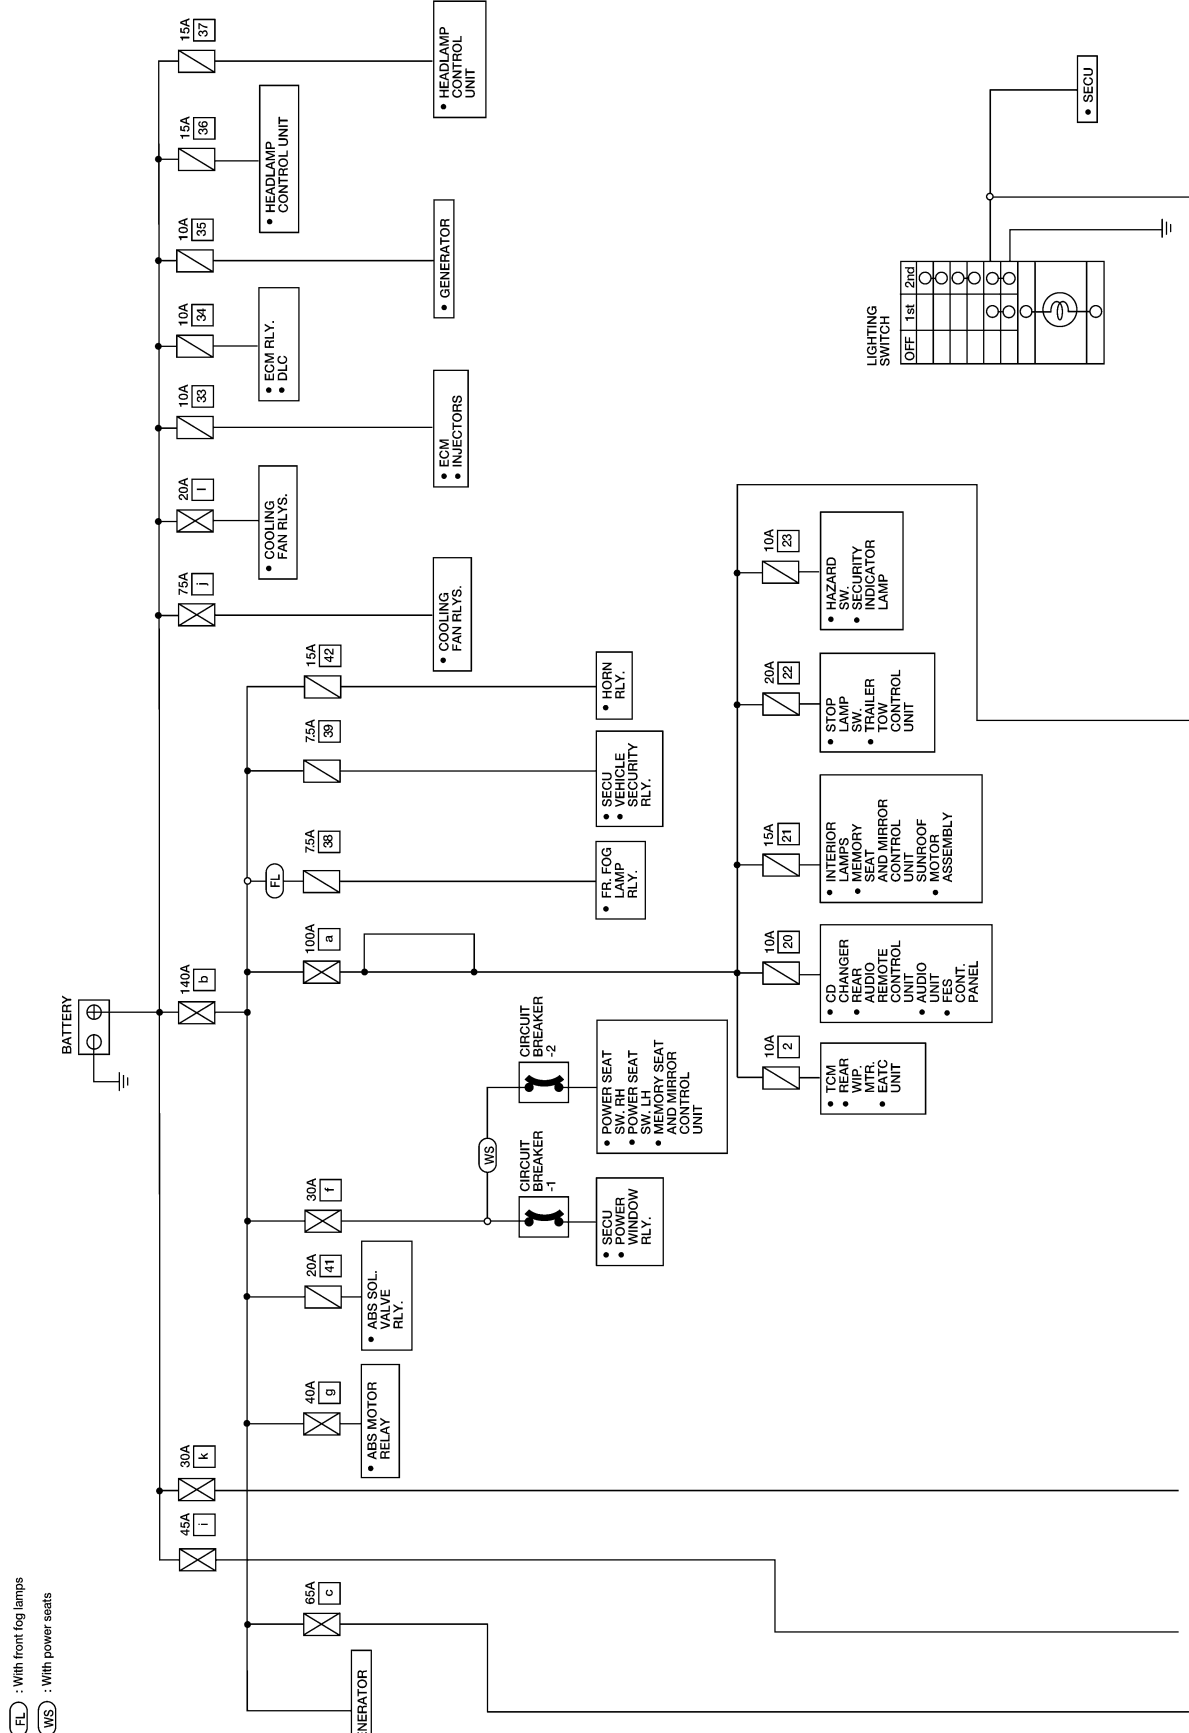 FL : With front fog lamps
WS : With power seats
BATTERY
45A
i
30A
k
140A
b
75A
j
20A
l
10A
33
10A
34
10A
35
15A
36
15A
37
• COOLING
FAN RLYS.
• COOLING
FAN RLYS.
• ECM
• INJECTORS
• ECM RLY.
• DLC
• GENERATOR
• HEADLAMP
CONTROL UNIT
• HEADLAMP
CONTROL
UNIT
NERATOR
65A
c
40A
g
20A
41
30A
f
100A
a
FL
7.5A
38
7.5A
39
15A
42
• ABS MOTOR
RELAY
• ABS SOL.
VALVE
RLY.
WS
CIRCUIT
BREAKER
-1
CIRCUIT
BREAKER
-2
• SECU
• POWER
WINDOW
RLY.
• POWER SEAT
SW. RH
• POWER SEAT
SW. LH
• MEMORY SEAT
AND MIRROR
CONTROL
UNIT
• FR. FOG
LAMP
RLY.
• SECU
• VEHICLE
SECURITY
RLY.
• HORN
RLY.
10A
2
10A
20
15A
21
20A
22
10A
23
• TCM
• REAR
WIP.
MTR.
• EATC
UNIT
• CD
CHANGER
• REAR
AUDIO
REMOTE
CONTROL
UNIT
• AUDIO
UNIT
• FES
CONT.
PANEL
• INTERIOR
LAMPS
• MEMORY
SEAT
AND MIRROR
CONTROL
UNIT
SUNROOF
• MOTOR
ASSEMBLY
• STOP
LAMP
SW.
• TRAILER
TOW
CONTROL
UNIT
• HAZARD
SW.
• SECURITY
INDICATOR
LAMP
LIGHTING
SWITCH
OFF 1st 2nd
• SECU